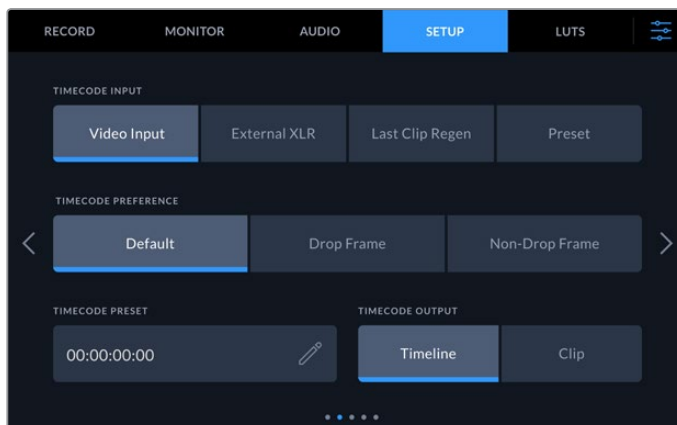 RECORD MONITOR AUDIO SETUP LUTS
TIMECODE INPUT
Video Input External XLR Last Clip Regen Preset
TIMECODE PREFERENCE
Default Drop Frame Non-Drop Frame
TIMECODE PRESET TIMECODE OUTPUT
00:00:00:00 Timeline Clip